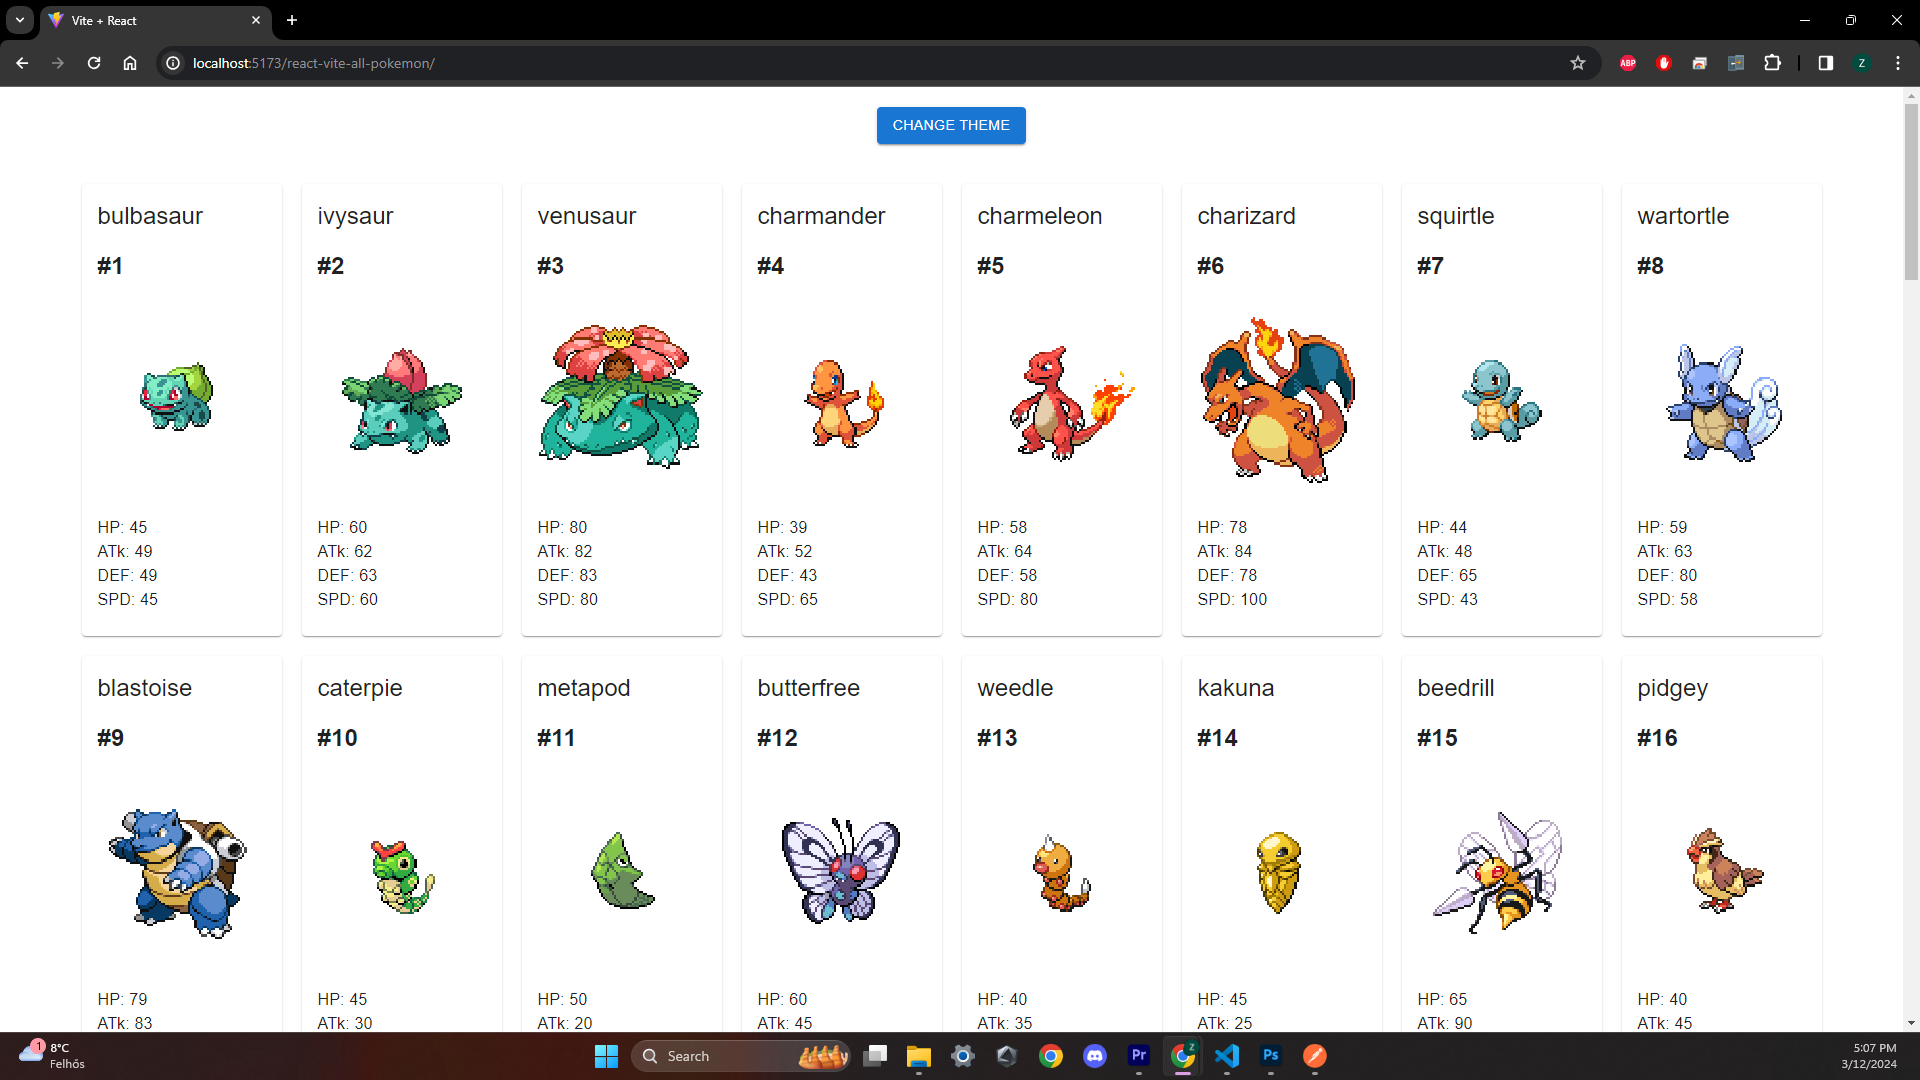 Vite + React
localhost:5173/react-vite-all-pokemon/
ABP
Z
CHANGE THEME
bulbasaur
#1
HP: 45
ATk: 49
DEF: 49
SPD: 45
ivysaur
#2
HP: 60
ATk: 62
DEF: 63
SPD: 60
venusaur
#3
HP: 80
ATk: 82
DEF: 83
SPD: 80
charmander
#4
HP: 39
ATk: 52
DEF: 43
SPD: 65
charmeleon
#5
HP: 58
ATk: 64
DEF: 58
SPD: 80
charizard
#6
HP: 78
ATk: 84
DEF: 78
SPD: 100
squirtle
#7
HP: 44
ATk: 48
DEF: 65
SPD: 43
wartortle
#8
HP: 59
ATk: 63
DEF: 80
SPD: 58
blastoise
#9
HP: 79
ATk: 83
caterpie
#10
HP: 45
ATk: 30
metapod
#11
HP: 50
ATk: 20
butterfree
#12
HP: 60
ATk: 45
weedle
#13
HP: 40
ATk: 35
kakuna
#14
HP: 45
ATk: 25
beedrill
#15
HP: 65
ATk: 90
pidgey
#16
HP: 40
ATk: 45
1
8°C
Felhős
Search
Pr
Z
Ps
5:07 PM
3/12/2024